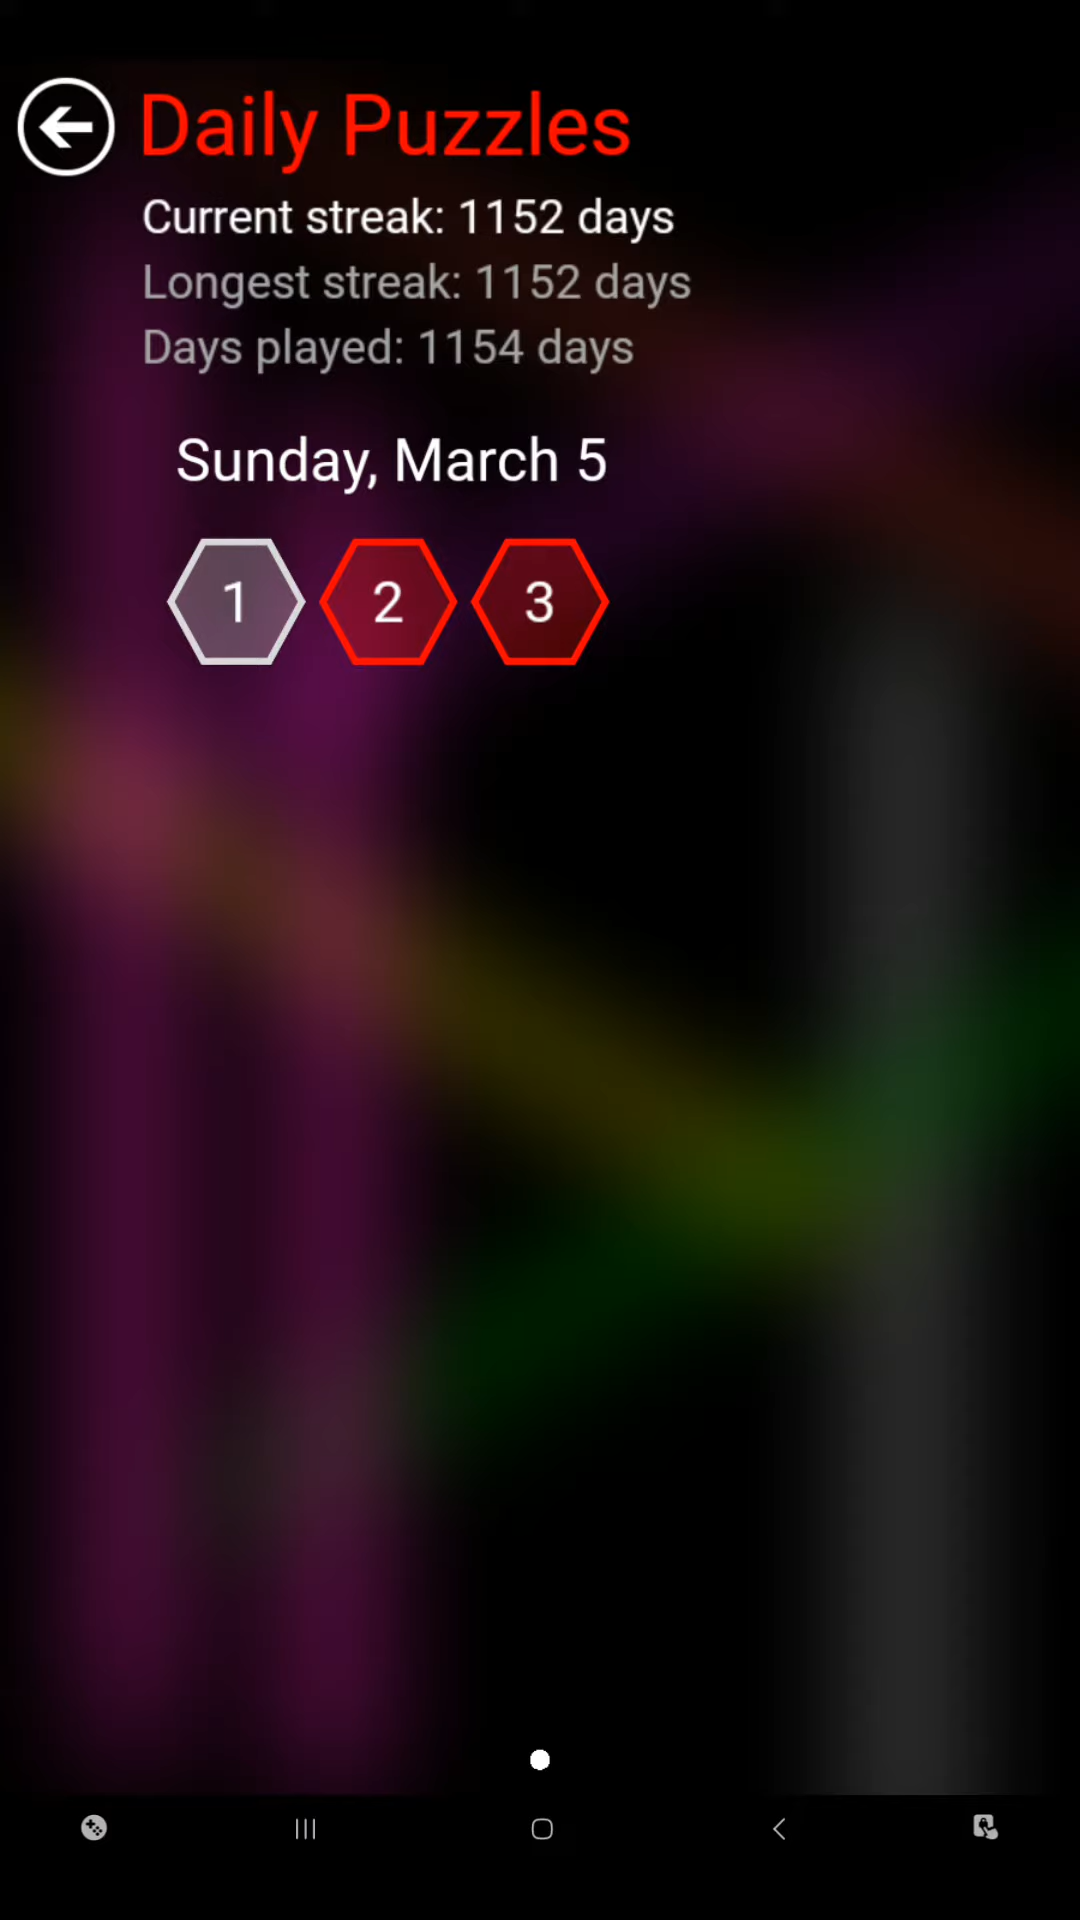 Daily Puzzles
Current streak: 1152 days
Longest streak: 1152 days
Days played: 1154 days
Sunday, March 5
1 2 3